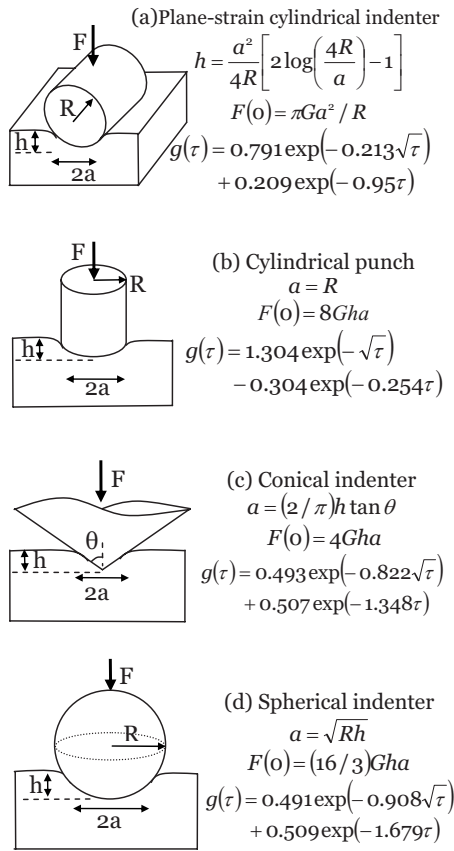 (a)Plane-strain cylindrical indenter
F
h = a²/4R [2log(4R/a) − 1]
R
F(0) = πGa² / R
h
g(τ) = 0.791exp(−0.213√τ)
2a
+ 0.209exp(−0.95τ)
(b) Cylindrical punch
F
R
a = R
F(0) = 8Gha
h
g(τ) = 1.304exp(−√τ)
2a
− 0.304exp(−0.254τ)
(c) Conical indenter
F
a = (2/π)h tan θ
θ
F(0) = 4Gha
h
g(τ) = 0.493exp(−0.822√τ)
2a
+ 0.507exp(−1.348τ)
F
(d) Spherical indenter
R
a = √Rh
F(0) = (16/3)Gha
h
g(τ) = 0.491exp(−0.908√τ)
2a
+ 0.509exp(−1.679τ)